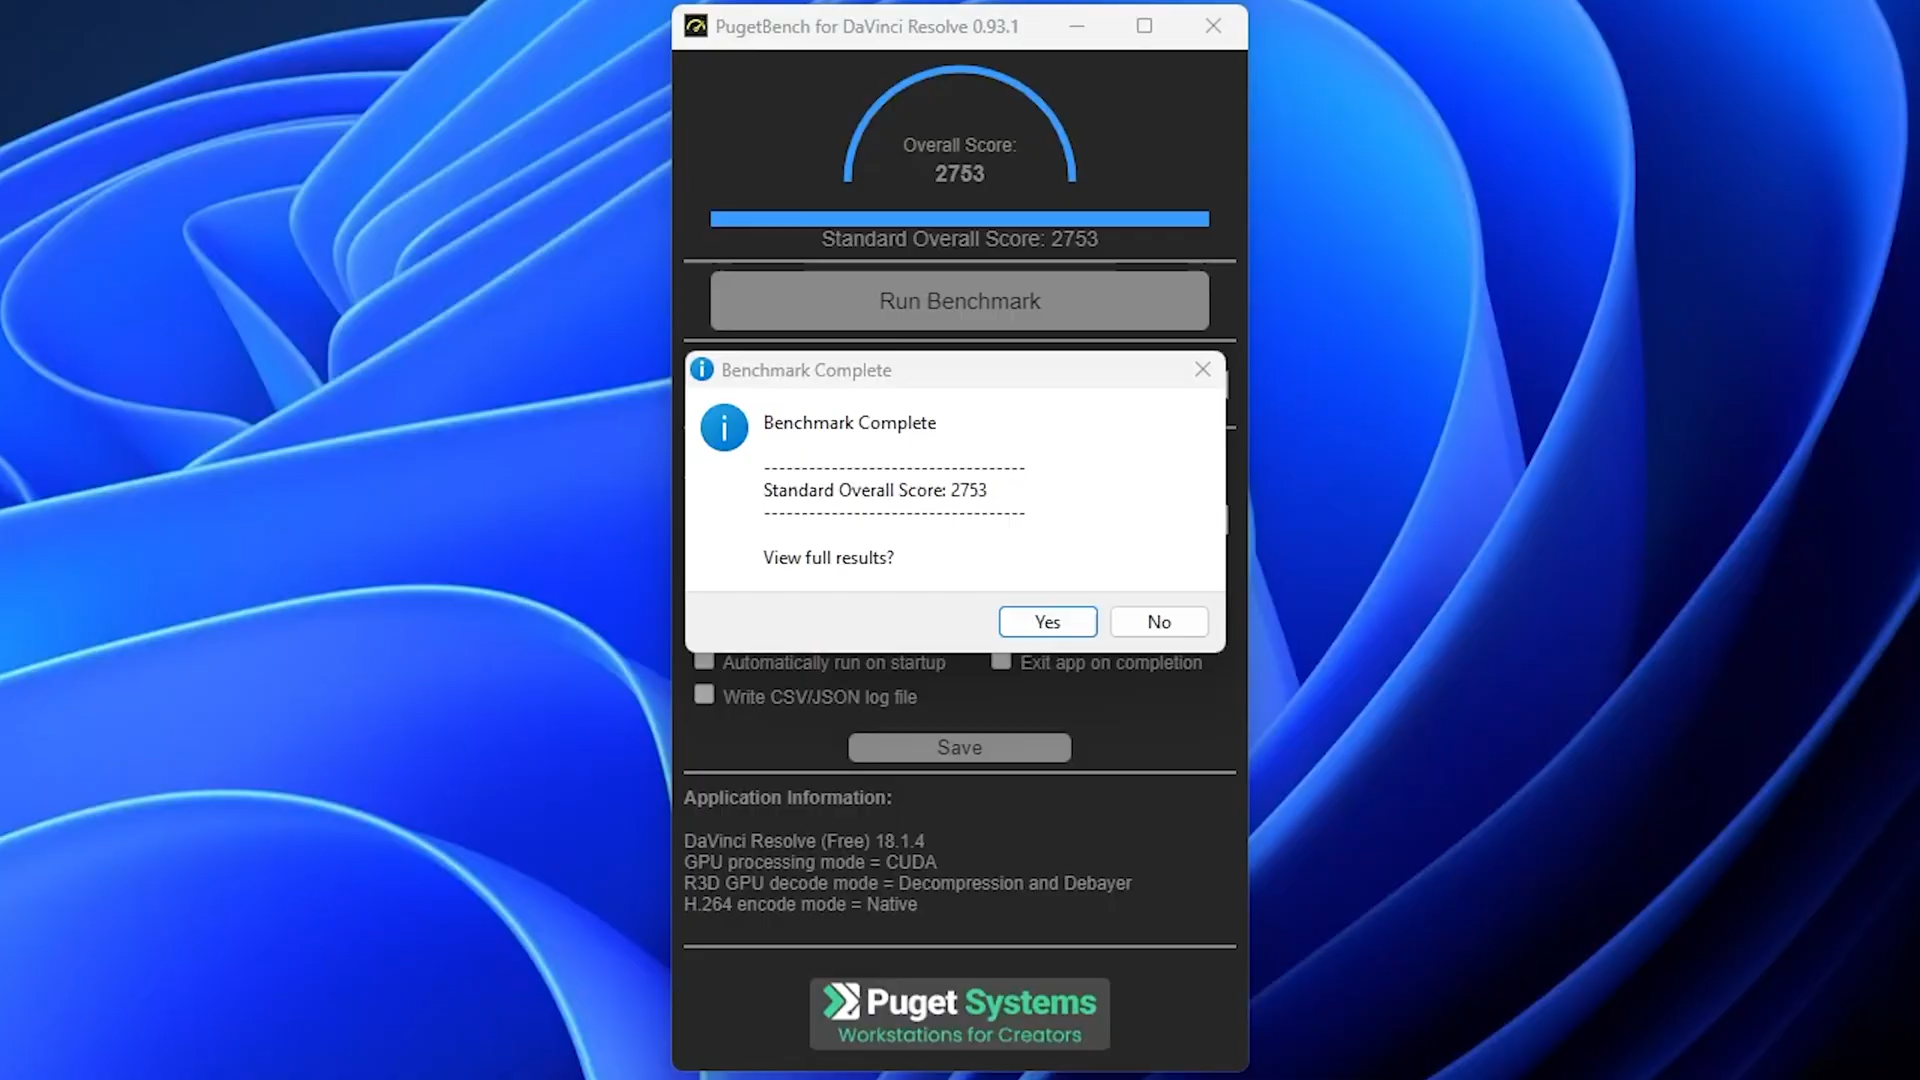 PugetBench for DaVinci Resolve 0.93.1
Overall Score:
2753
Standard Overall Score: 2753
Run Benchmark
Benchmark Complete
Benchmark Complete
-----------------------------------
Standard Overall Score: 2753
-----------------------------------
View full results?
Yes No
Automatically run on startup Exit app on completion
Write CSV/JSON log file
Save
Application Information:
DaVinci Resolve (Free) 18.1.4
GPU processing mode = CUDA
R3D GPU decode mode = Decompression and Debayer
H.264 encode mode = Native
Puget Systems
Workstations for Creators